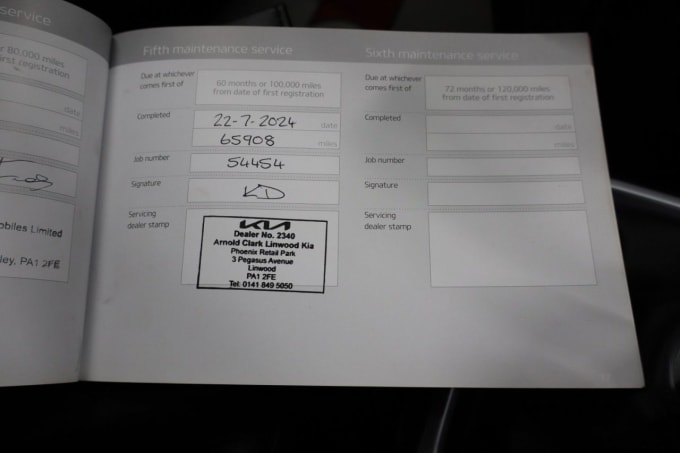 service
80,000 miles
first registration
date
miles
obiles Limited
ley, PA1 2FE
Fifth maintenance service
Due at whichever
comes first of
60 months or 100,000 miles
from date of first registration
Completed
22-7-2024 date
65908 miles
Job number
54454
Signature
KD
Servicing
dealer stamp
KIA
Dealer No. 2340
Arnold Clark Linwood Kia
Phoenix Retail Park
3 Pegasus Avenue
Linwood
PA1 2FE
Tel: 0141 849 5050
Sixth maintenance service
Due at whichever
comes first of
72 months or 120,000 miles
from date of first registration
Completed
date
miles
Job number
Signature
Servicing
dealer stamp